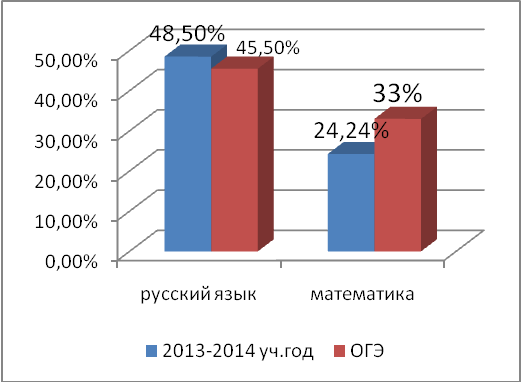 48,50%
45,50%
33%
24,24%
50,00%
40,00%
30,00%
20,00%
10,00%
0,00%
русский язык
математика
2013-2014 уч.год
ОГЭ